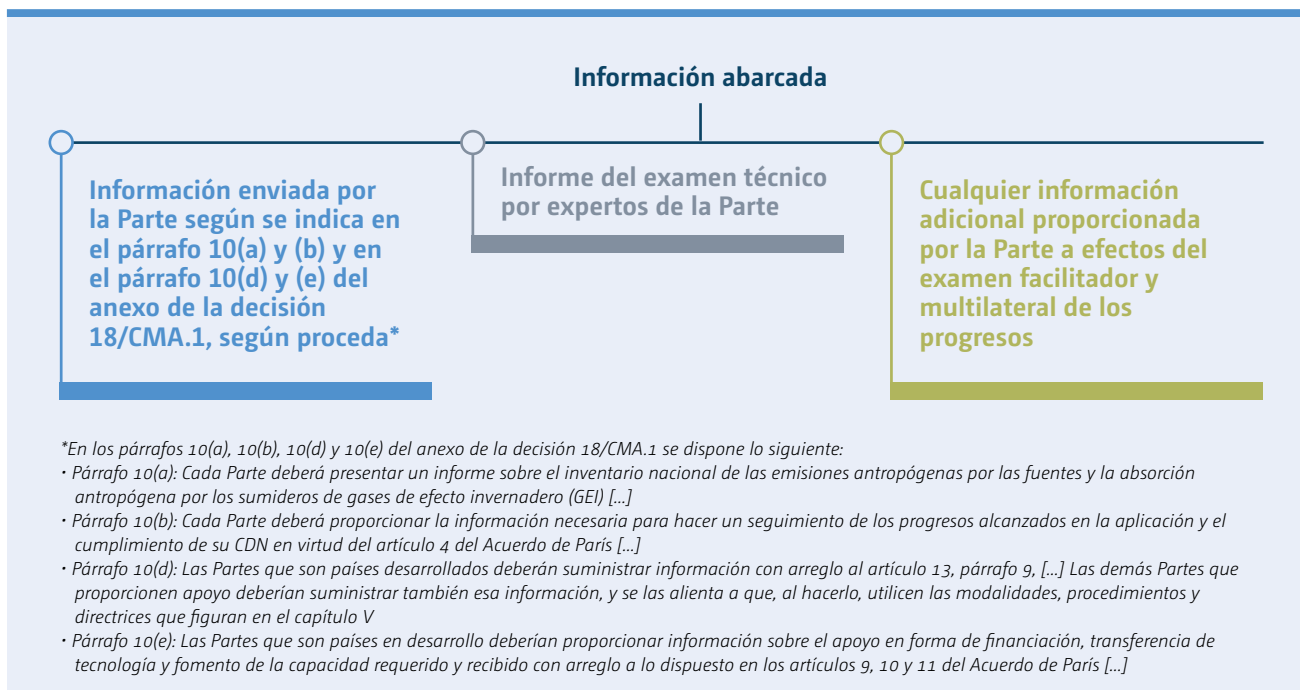 Información abarcada
Información enviada por
la Parte según se indica en
el párrafo 10(a) y (b) y en
el párrafo 10(d) y (e) del
anexo de la decisión
18/CMA.1, según proceda*
Informe del examen técnico
por expertos de la Parte
Cualquier información
adicional proporcionada
por la Parte a efectos del
examen facilitador y
multilateral de los
progresos
*En los párrafos 10(a), 10(b), 10(d) y 10(e) del anexo de la decisión 18/CMA.1 se dispone lo siguiente:
• Párrafo 10(a): Cada Parte deberá presentar un informe sobre el inventario nacional de las emisiones antropógenas por las fuentes y la absorción
antropógena por los sumideros de gases de efecto invernadero (GEI) [...]
• Párrafo 10(b): Cada Parte deberá proporcionar la información necesaria para hacer un seguimiento de los progresos alcanzados en la aplicación y el
cumplimiento de su CDN en virtud del artículo 4 del Acuerdo de París [...]
• Párrafo 10(d): Las Partes que son países desarrollados deberán suministrar información con arreglo al artículo 13, párrafo 9, [...] Las demás Partes que
proporcionen apoyo deberían suministrar también esa información, y se las alienta a que, al hacerlo, utilicen las modalidades, procedimientos y
directrices que figuran en el capítulo V
• Párrafo 10(e): Las Partes que son países en desarrollo deberían proporcionar información sobre el apoyo en forma de financiación, transferencia de
tecnología y fomento de la capacidad requerido y recibido con arreglo a lo dispuesto en los artículos 9, 10 y 11 del Acuerdo de París [...]